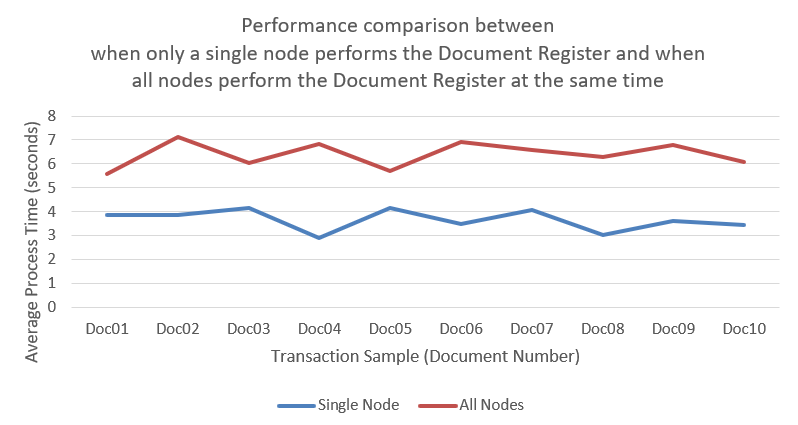 Performance comparison between
when only a single node performs the Document Register and when
all nodes perform the Document Register at the same time
Average Process Time (seconds)
8
7
6
5
4
3
2
1
0
Doc01 Doc02 Doc03 Doc04 Doc05 Doc06 Doc07 Doc08 Doc09 Doc10
Transaction Sample (Document Number)
Single Node All Nodes